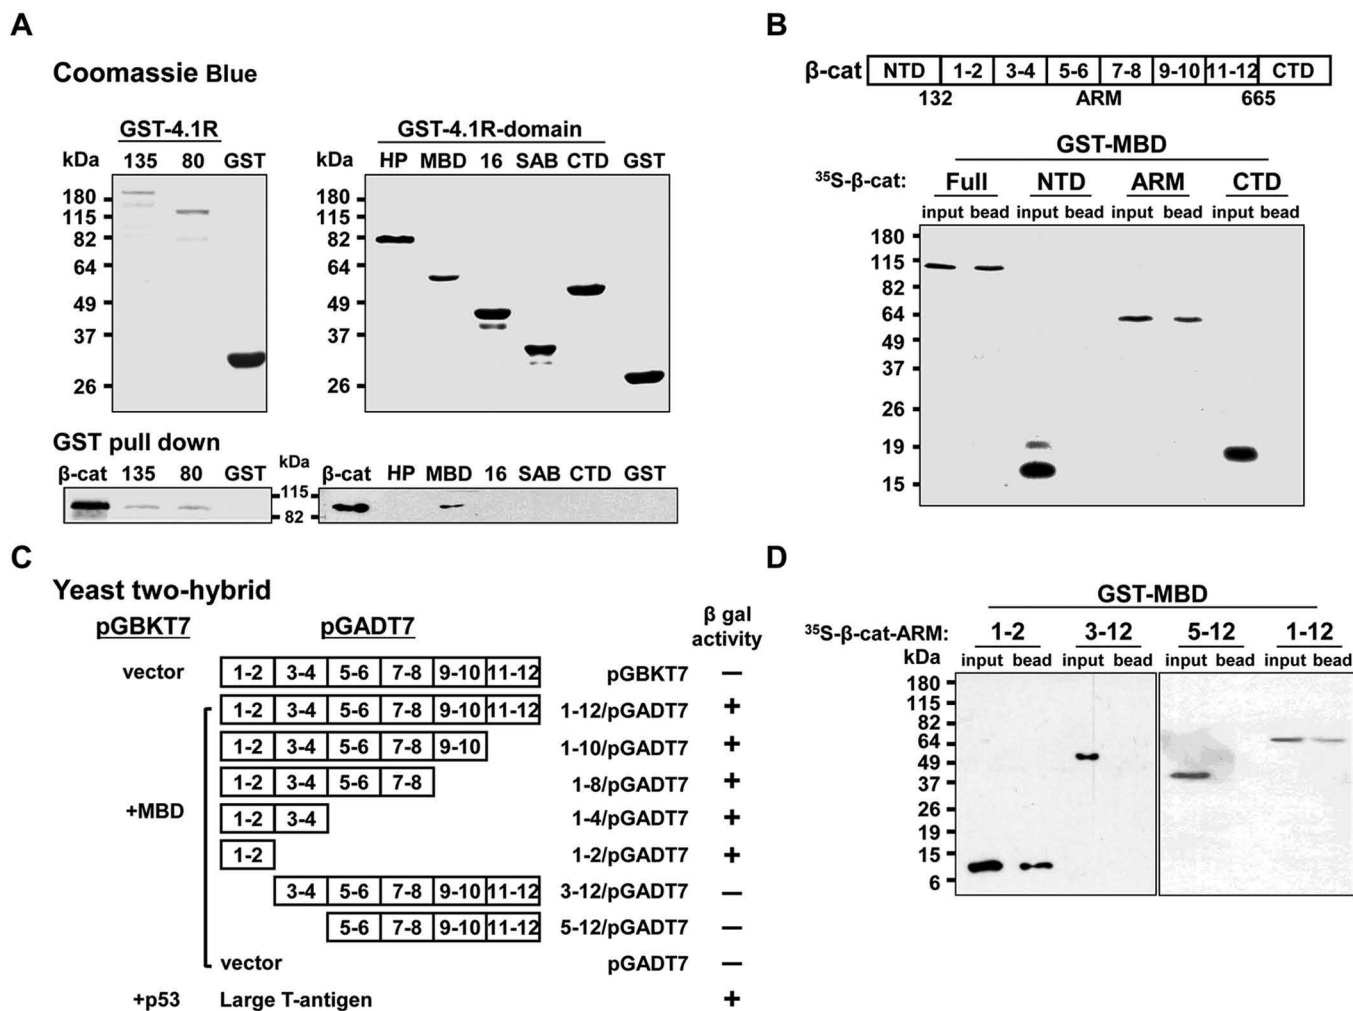 A
Coomassie Blue
GST-4.1R
kDa 135 80 GST
180
115
82
64
49
37
26
GST-4.1R-domain
kDa HP MBD 16 SAB CTD GST
180
115
82
64
49
37
26
GST pull down
β-cat 135 80 GST
kDa
115
82
β-cat HP MBD 16 SAB CTD GST
B
β-cat NTD 1-2 3-4 5-6 7-8 9-10 11-12 CTD
132 ARM 665
GST-MBD
³⁵S-β-cat: Full NTD ARM CTD
input bead input bead input bead input bead
180
115
82
64
49
37
26
19
15
C
Yeast two-hybrid
pGBKT7 pGADT7 β gal activity
vector 1-2 3-4 5-6 7-8 9-10 11-12 pGBKT7 —
1-2 3-4 5-6 7-8 9-10 11-12 1-12/pGADT7 +
1-2 3-4 5-6 7-8 9-10 1-10/pGADT7 +
1-2 3-4 5-6 7-8 1-8/pGADT7 +
+MBD 1-2 3-4 1-4/pGADT7 +
1-2 1-2/pGADT7 +
3-4 5-6 7-8 9-10 11-12 3-12/pGADT7 —
5-6 7-8 9-10 11-12 5-12/pGADT7 —
vector pGADT7 —
+p53 Large T-antigen +
D
GST-MBD
³⁵S-β-cat-ARM: 1-2 3-12 5-12 1-12
kDa input bead input bead input bead input bead
180
115
82
64
49
37
26
19
15
6